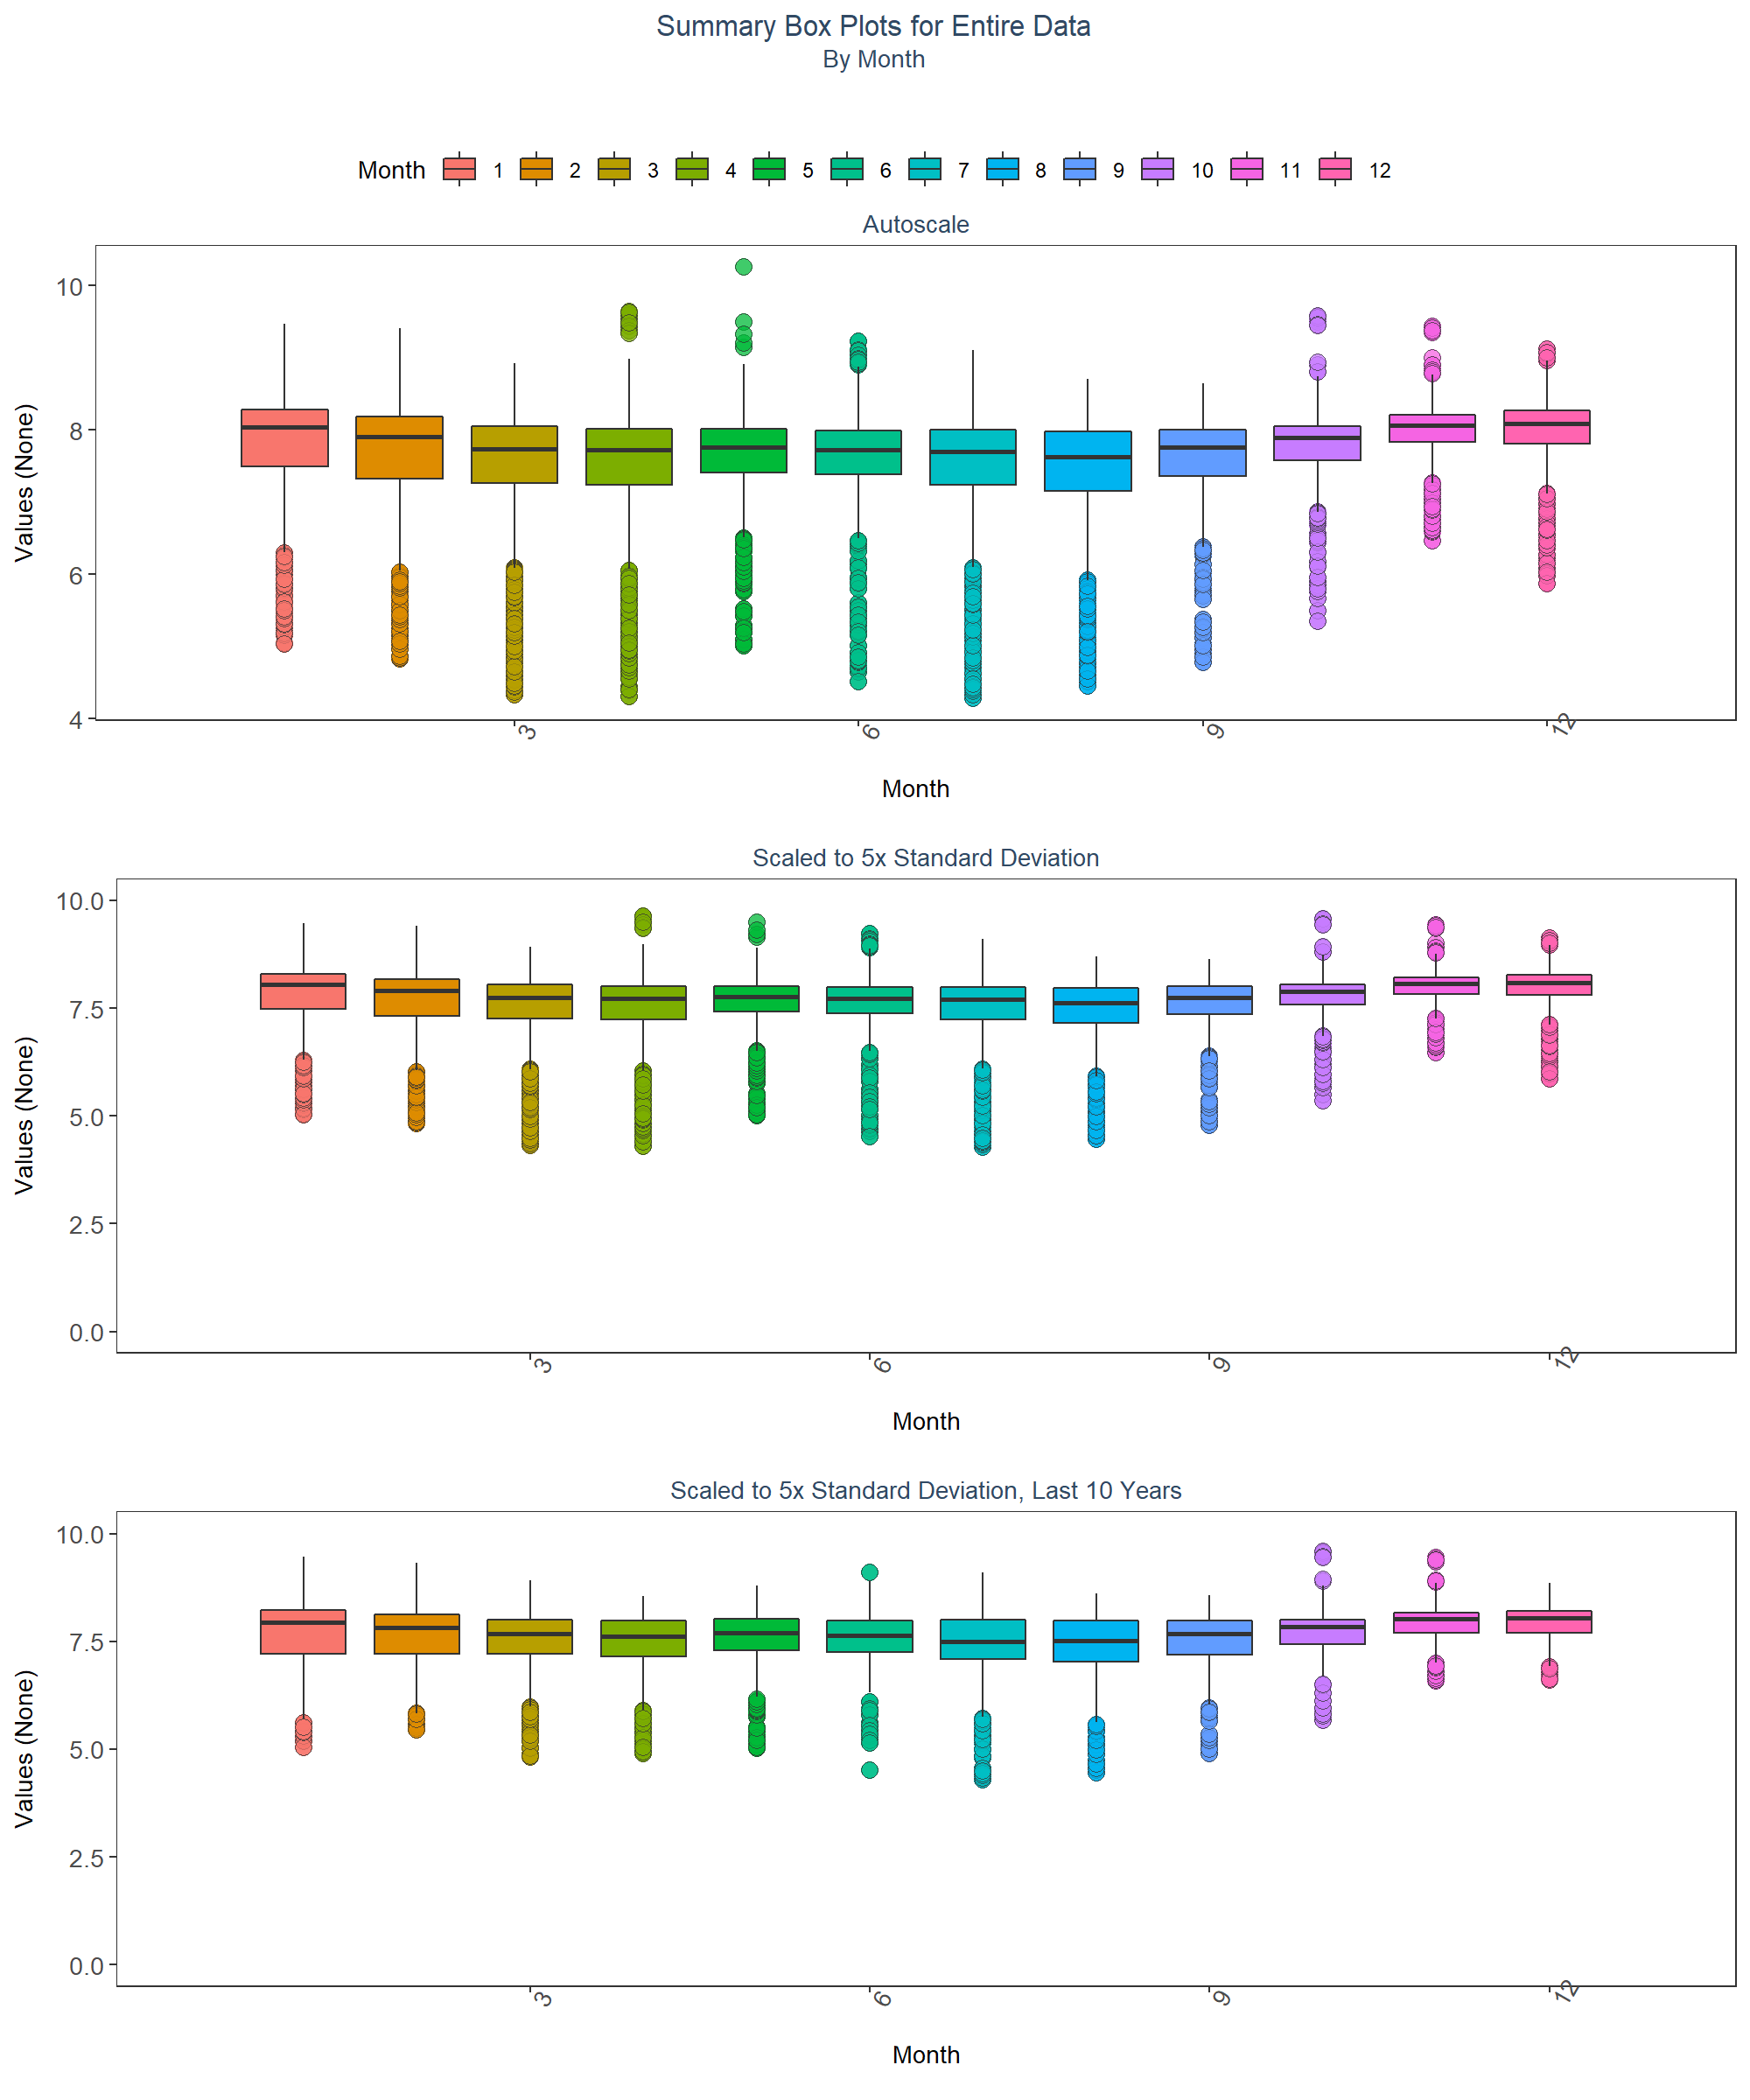 Summary Box Plots for Entire Data
By Month
Month 1 2 3 4 5 6 7 8 9 10 11 12
Autoscale
Values (None)
10
8
6
4
3 6 9 12
Month
Scaled to 5x Standard Deviation
Values (None)
10.0
7.5
5.0
2.5
0.0
3 6 9 12
Month
Scaled to 5x Standard Deviation, Last 10 Years
Values (None)
10.0
7.5
5.0
2.5
0.0
3 6 9 12
Month